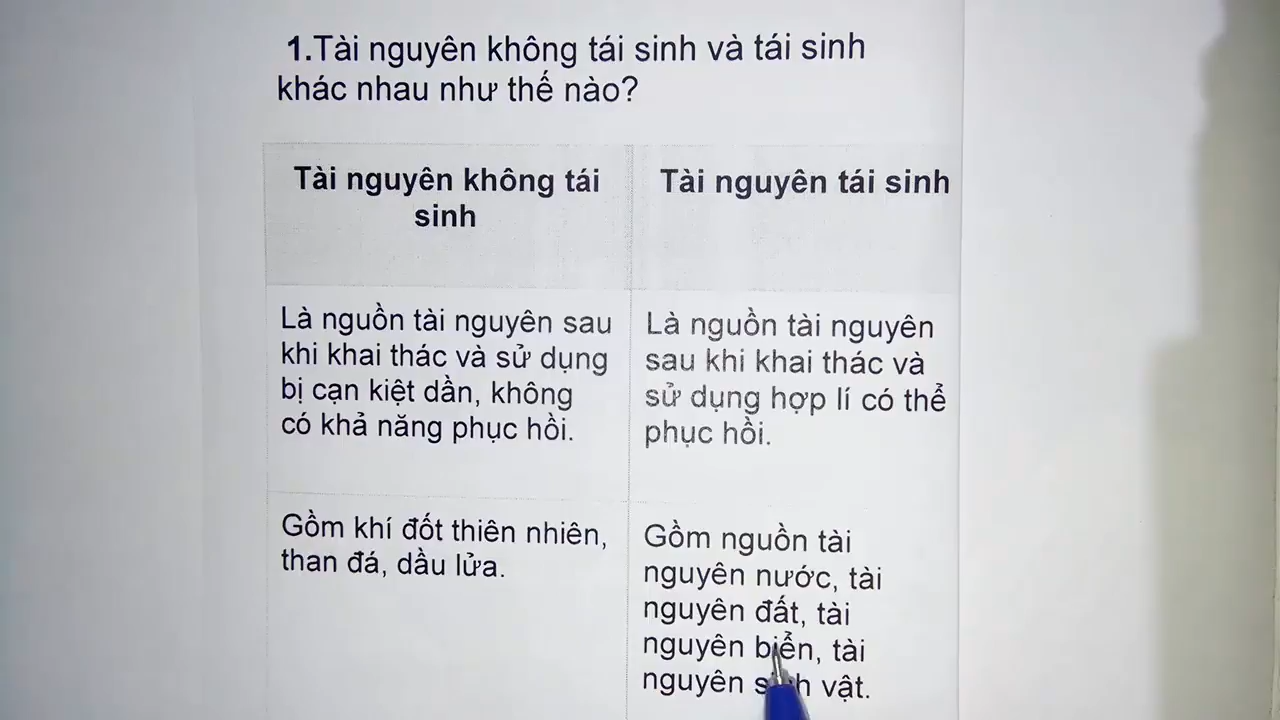 1.Tài nguyên không tái sinh và tái sinh
khác nhau như thế nào?
Tài nguyên không tái
sinh
Tài nguyên tái sinh
Là nguồn tài nguyên sau
khi khai thác và sử dụng
bị cạn kiệt dần, không
có khả năng phục hồi.
Là nguồn tài nguyên
sau khi khai thác và
sử dụng hợp lí có thể
phục hồi.
Gồm khí đốt thiên nhiên,
than đá, dầu lửa.
Gồm nguồn tài
nguyên nước, tài
nguyên đất, tài
nguyên biển, tài
nguyên sinh vật.